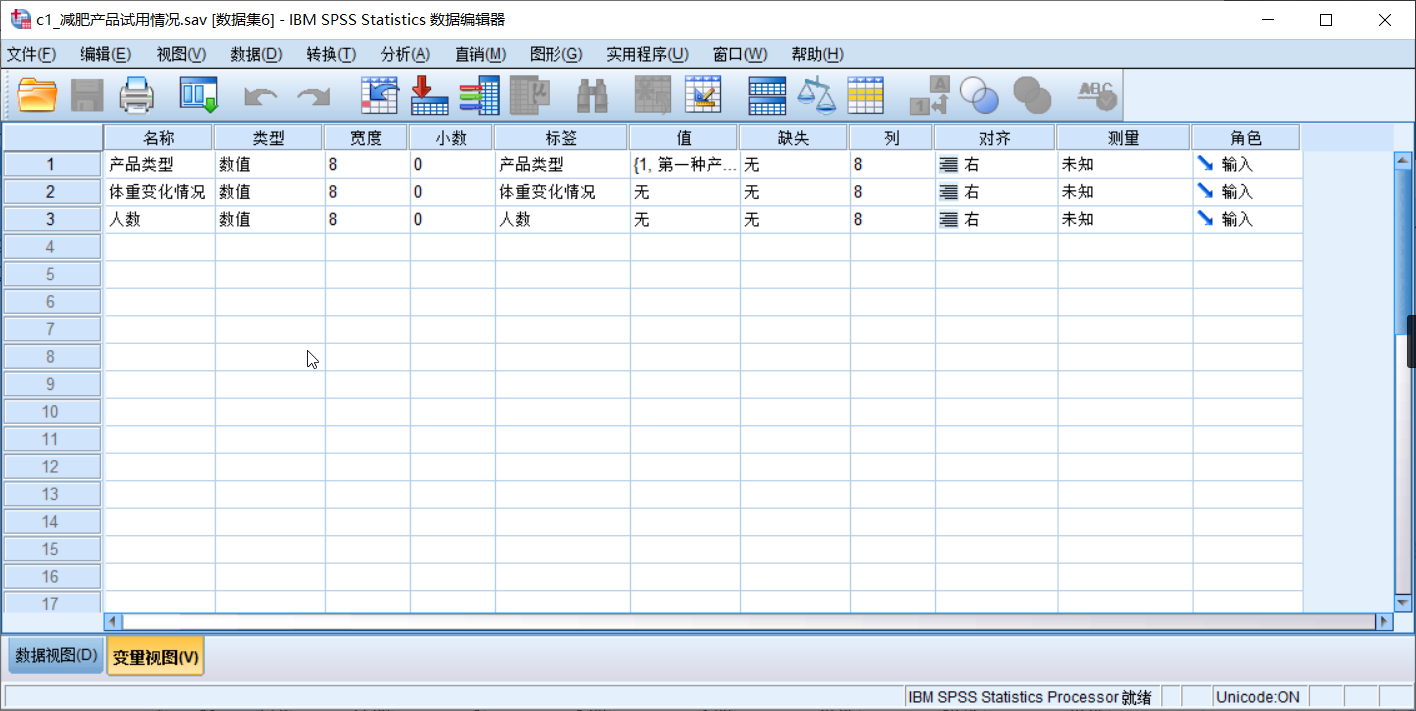 c1_减肥产品试用情况.sav [数据集6] - IBM SPSS Statistics 数据编辑器
文件(F) 编辑(E) 视图(V) 数据(D) 转换(T) 分析(A) 直销(M) 图形(G) 实用程序(U) 窗口(W) 帮助(H)
名称 类型 宽度 小数 标签 值 缺失 列 对齐 测量 角色
1 产品类型 数值 8 0 产品类型 {1, 第一种产... 无 8 右 未知 输入
2 体重变化情况 数值 8 0 体重变化情况 无 无 8 右 未知 输入
3 人数 数值 8 0 人数 无 无 8 右 未知 输入
4
5
6
7
8
9
10
11
12
13
14
15
16
17
数据视图(D) 变量视图(V)
IBM SPSS Statistics Processor 就绪 Unicode:ON